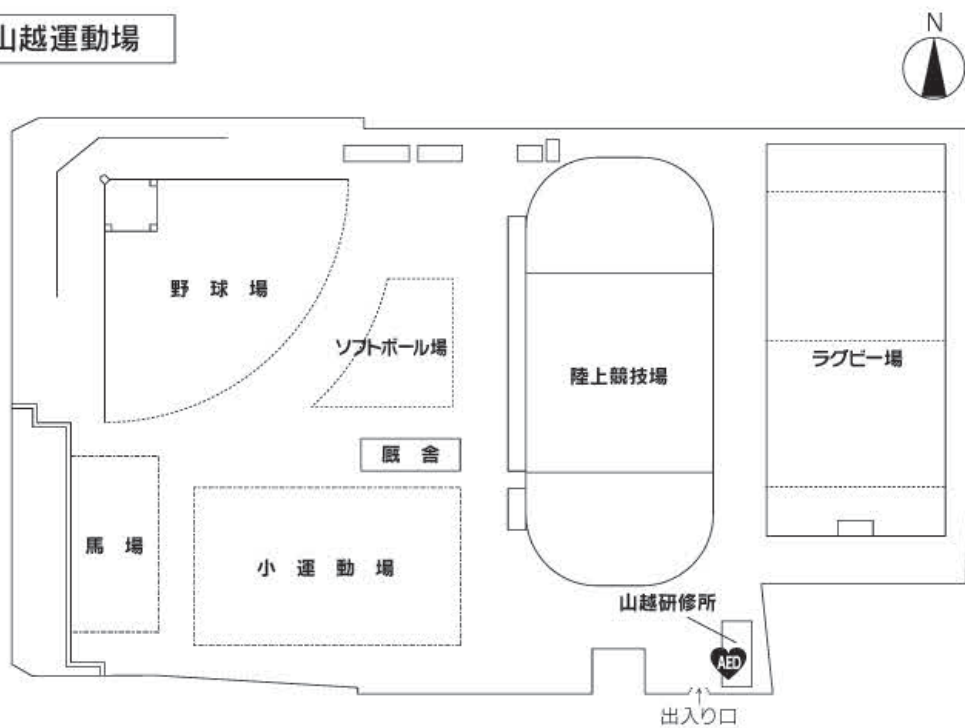 山越運動場
N
野球場
ソフトボール場
陸上競技場
ラグビー場
厩舎
馬場
小運動場
山越研修所
AED
出入り口